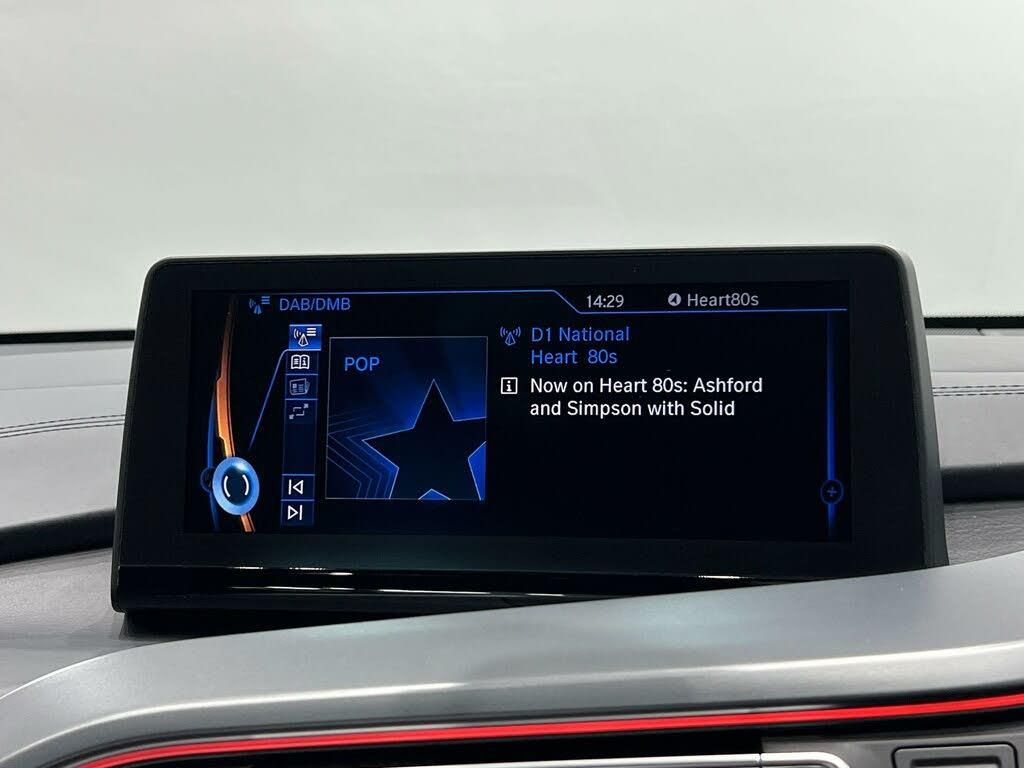 DAB/DMB
14:29
Heart80s
POP
D1 National
Heart 80s
Now on Heart 80s: Ashford
and Simpson with Solid